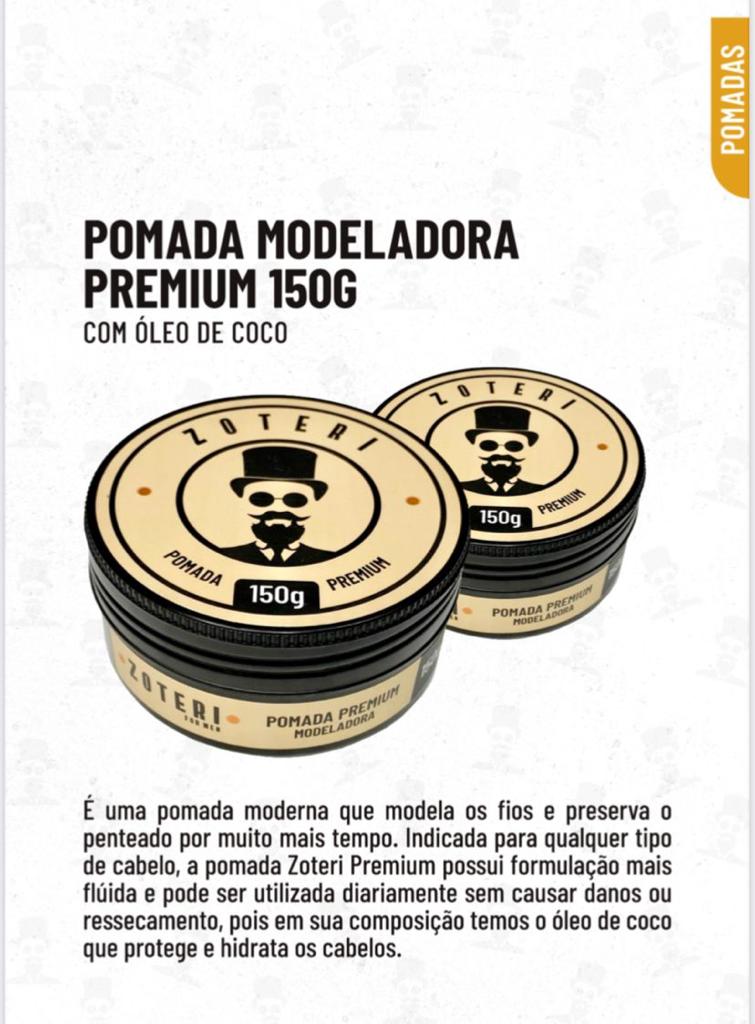 POMADAS
POMADA MODELADORA
PREMIUM 150G
COM ÓLEO DE COCO
ZOTERI
POMADA
150g
PREMIUM
ZOTERI
FOR MEN
POMADA PREMIUM
MODELADORA
ZOTERI
150g
PREMIUM
POMADA PREMIUM
MODELADORA
É uma pomada moderna que modela os fios e preserva o
penteado por muito mais tempo. Indicada para qualquer tipo
de cabelo, a pomada Zoteri Premium possui formulação mais
flúida e pode ser utilizada diariamente sem causar danos ou
ressecamento, pois em sua composição temos o óleo de coco
que protege e hidrata os cabelos.